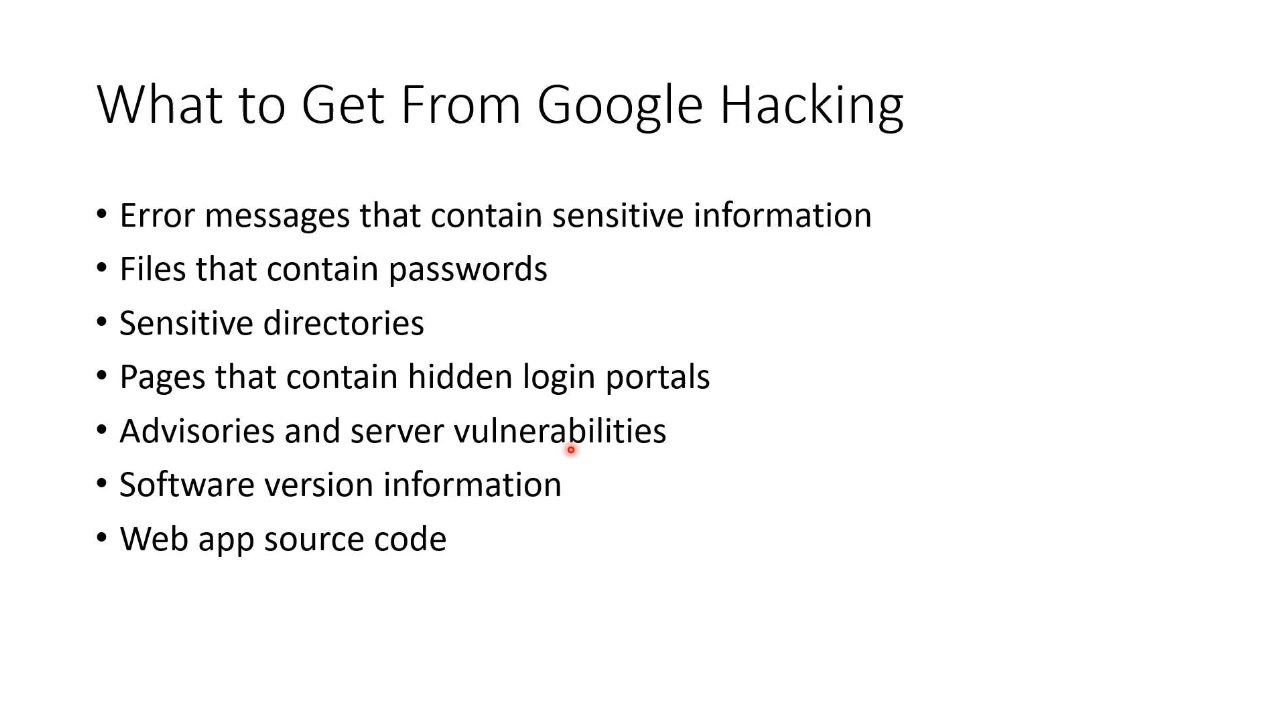 What to Get From Google Hacking
• Error messages that contain sensitive information
• Files that contain passwords
• Sensitive directories
• Pages that contain hidden login portals
• Advisories and server vulnerabilities
• Software version information
• Web app source code